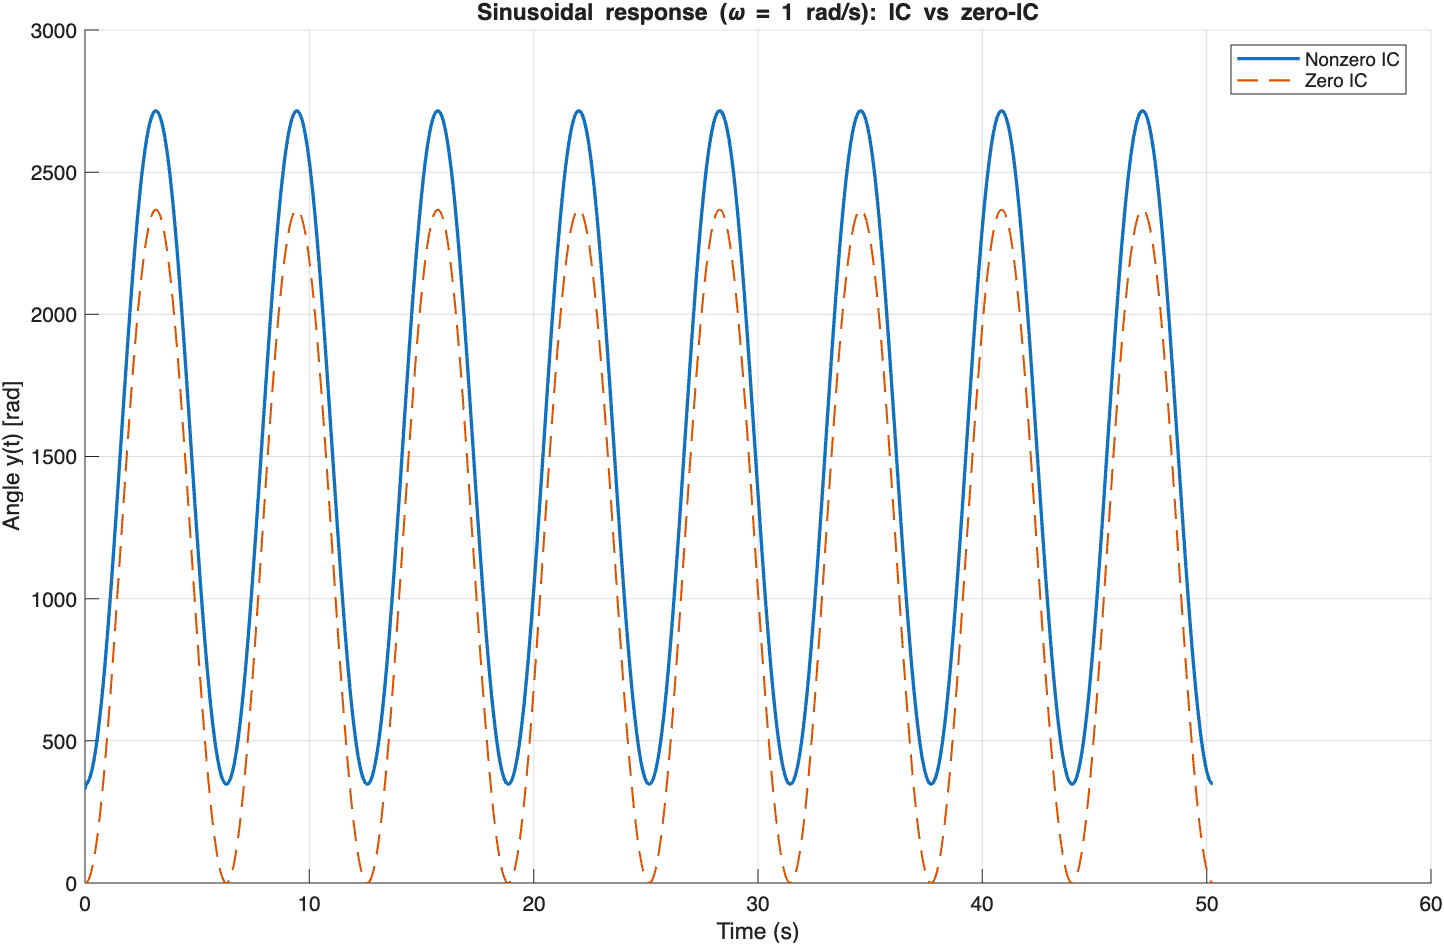 Sinusoidal response (ω = 1 rad/s): IC vs zero-IC
3000
2500
2000
1500
1000
500
0
Angle y(t) [rad]
Nonzero IC
Zero IC
0 10 20 30 40 50 60
Time (s)